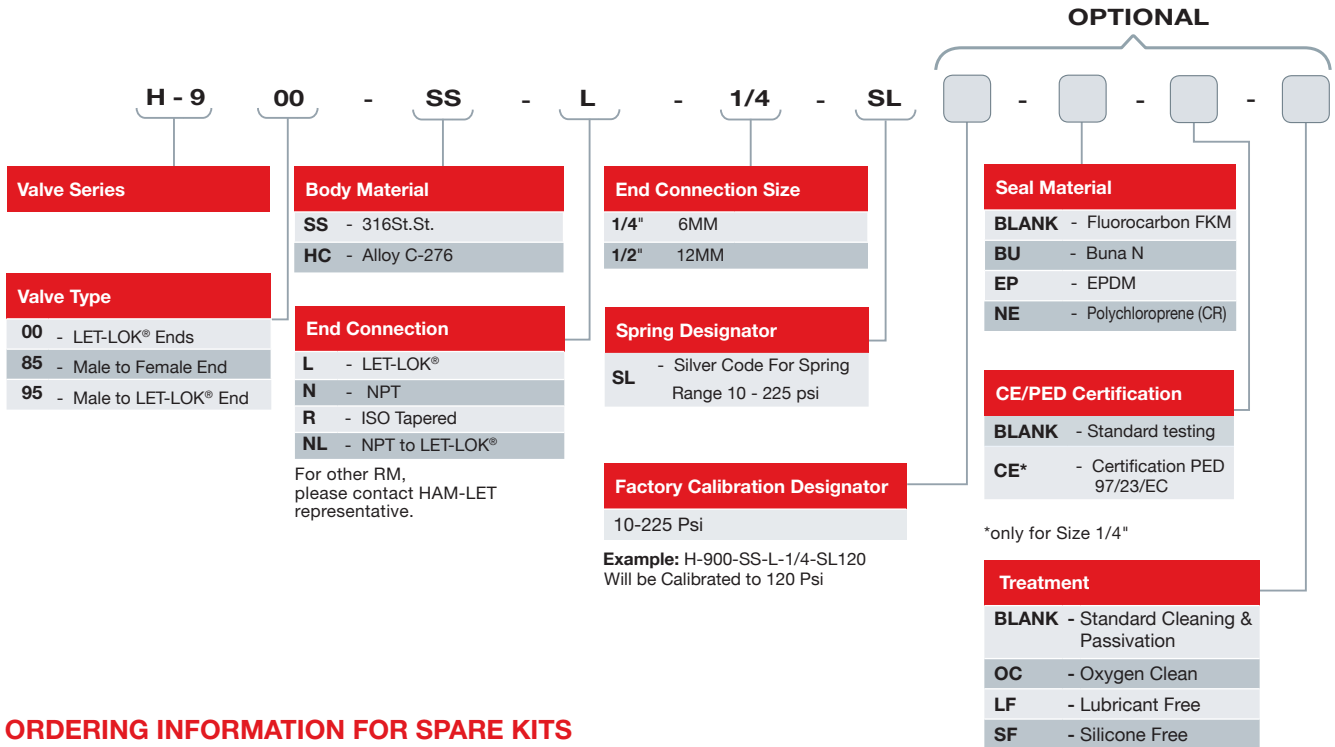 OPTIONAL
H - 9 00 - SS - L - 1/4 - SL - - -
Valve Series
Valve Type
00 - LET-LOK® Ends
85 - Male to Female End
95 - Male to LET-LOK® End
Body Material
SS - 316St.St.
HC - Alloy C-276
End Connection
L - LET-LOK®
N - NPT
R - ISO Tapered
NL - NPT to LET-LOK®
For other RM,
please contact HAM-LET
representative.
End Connection Size
1/4" 6MM
1/2" 12MM
Spring Designator
SL - Silver Code For Spring
Range 10 - 225 psi
Factory Calibration Designator
10-225 Psi
Example: H-900-SS-L-1/4-SL120
Will be Calibrated to 120 Psi
Seal Material
BLANK - Fluorocarbon FKM
BU - Buna N
EP - EPDM
NE - Polychloroprene (CR)
CE/PED Certification
BLANK - Standard testing
CE* - Certification PED
97/23/EC
*only for Size 1/4"
Treatment
BLANK - Standard Cleaning &
Passivation
OC - Oxygen Clean
LF - Lubricant Free
SF - Silicone Free
ORDERING INFORMATION FOR SPARE KITS